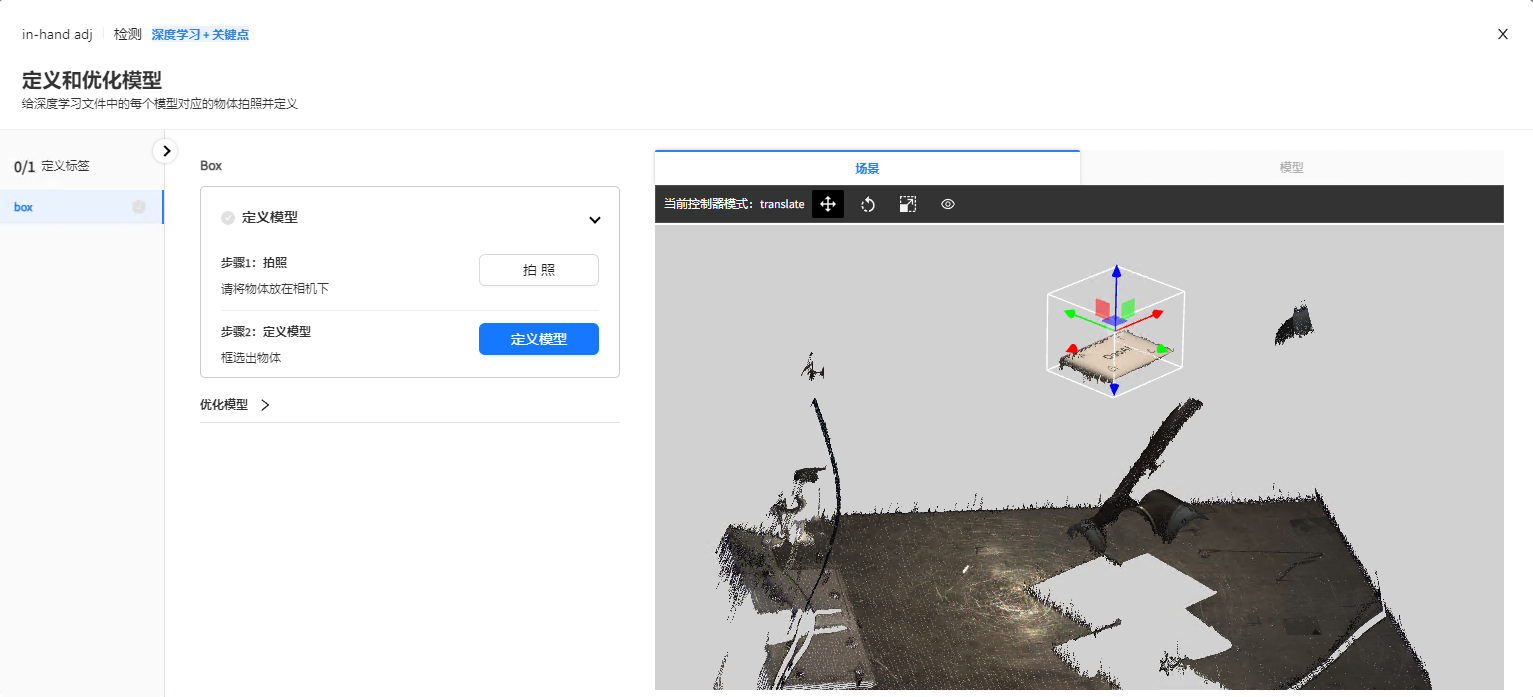 in-hand adj 检测 深度学习+关键点 X
定义和优化模型
给深度学习文件中的每个模型对应的物体拍照并定义
0/1 定义标签
box
Box
定义模型
步骤1：拍照
请将物体放在相机下
拍 照
步骤2：定义模型
框选出物体
定义模型
优化模型
场景 模型
当前控制器模式：translate